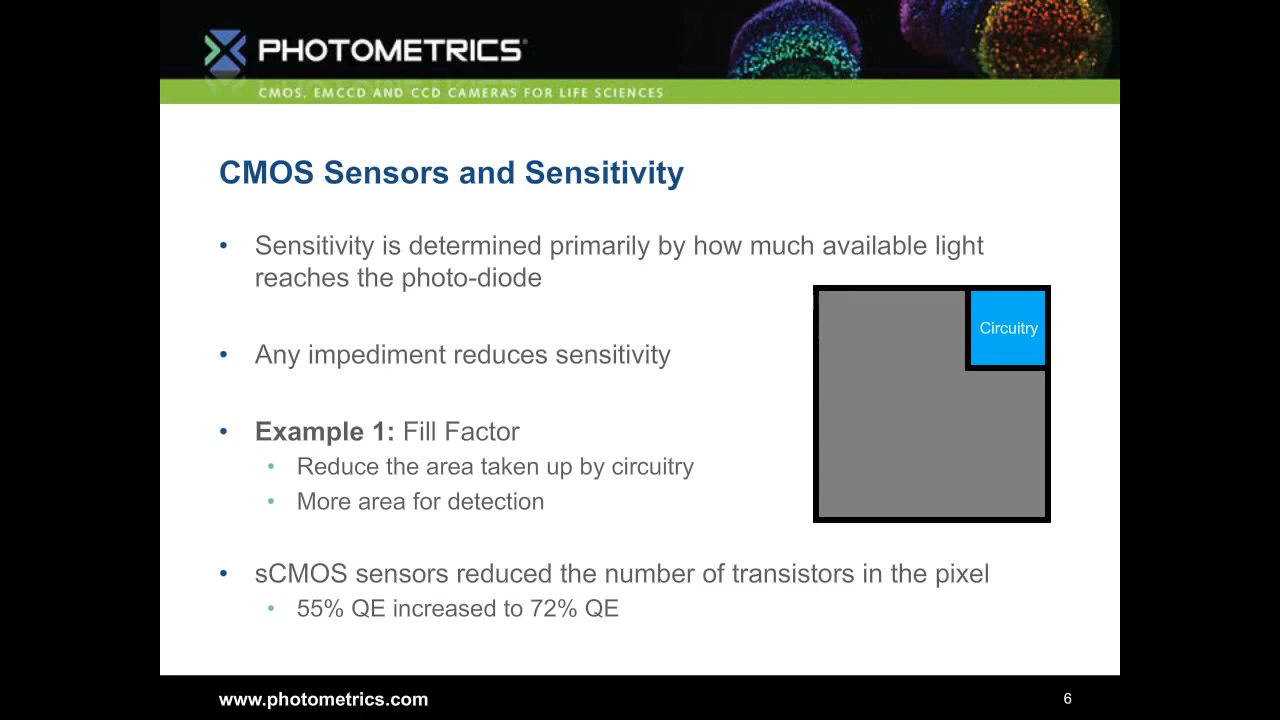 PHOTOMETRICS®
CMOS, EMCCD AND CCD CAMERAS FOR LIFE SCIENCES
CMOS Sensors and Sensitivity
• Sensitivity is determined primarily by how much available light
reaches the photo-diode
• Any impediment reduces sensitivity
• Example 1: Fill Factor
• Reduce the area taken up by circuitry
• More area for detection
Circuitry
• sCMOS sensors reduced the number of transistors in the pixel
• 55% QE increased to 72% QE
www.photometrics.com
6